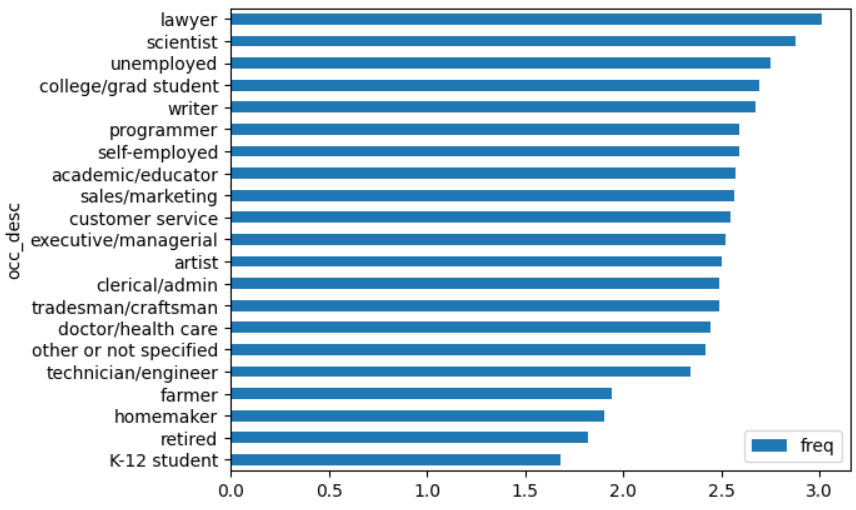 lawyer
scientist
unemployed
college/grad student
writer
programmer
self-employed
academic/educator
sales/marketing
customer service
executive/managerial
artist
clerical/admin
tradesman/craftsman
doctor/health care
other or not specified
technician/engineer
farmer
homemaker
retired
K-12 student
occ_desc
freq
0.0 0.5 1.0 1.5 2.0 2.5 3.0